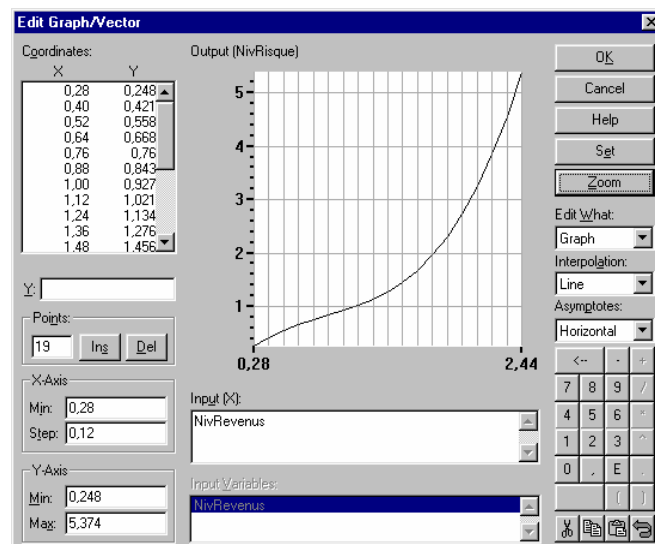 Edit Graph/Vector
Coordinates:
X Y
0,28 0,248
0,40 0,421
0,52 0,558
0,64 0,668
0,76 0,76
0,88 0,843
1,00 0,927
1,12 1,021
1,24 1,134
1,36 1,276
1,48 1,456
Y:
Points:
19 Ins Del
X-Axis
Min: 0,28
Step: 0,12
Y-Axis
Min: 0,248
Max: 5,374
Output (NivRisque)
5-
4-
3-
2-
1-
0,28 2,44
Input (X):
NivRevenus
Input Variables:
NivRevenus
OK
Cancel
Help
Set
Zoom
Edit What:
Graph
Interpolation:
Line
Asymptotes:
Horizontal
<-- - +
7 8 9 /
4 5 6 *
1 2 3 ^
0 , E .
( )